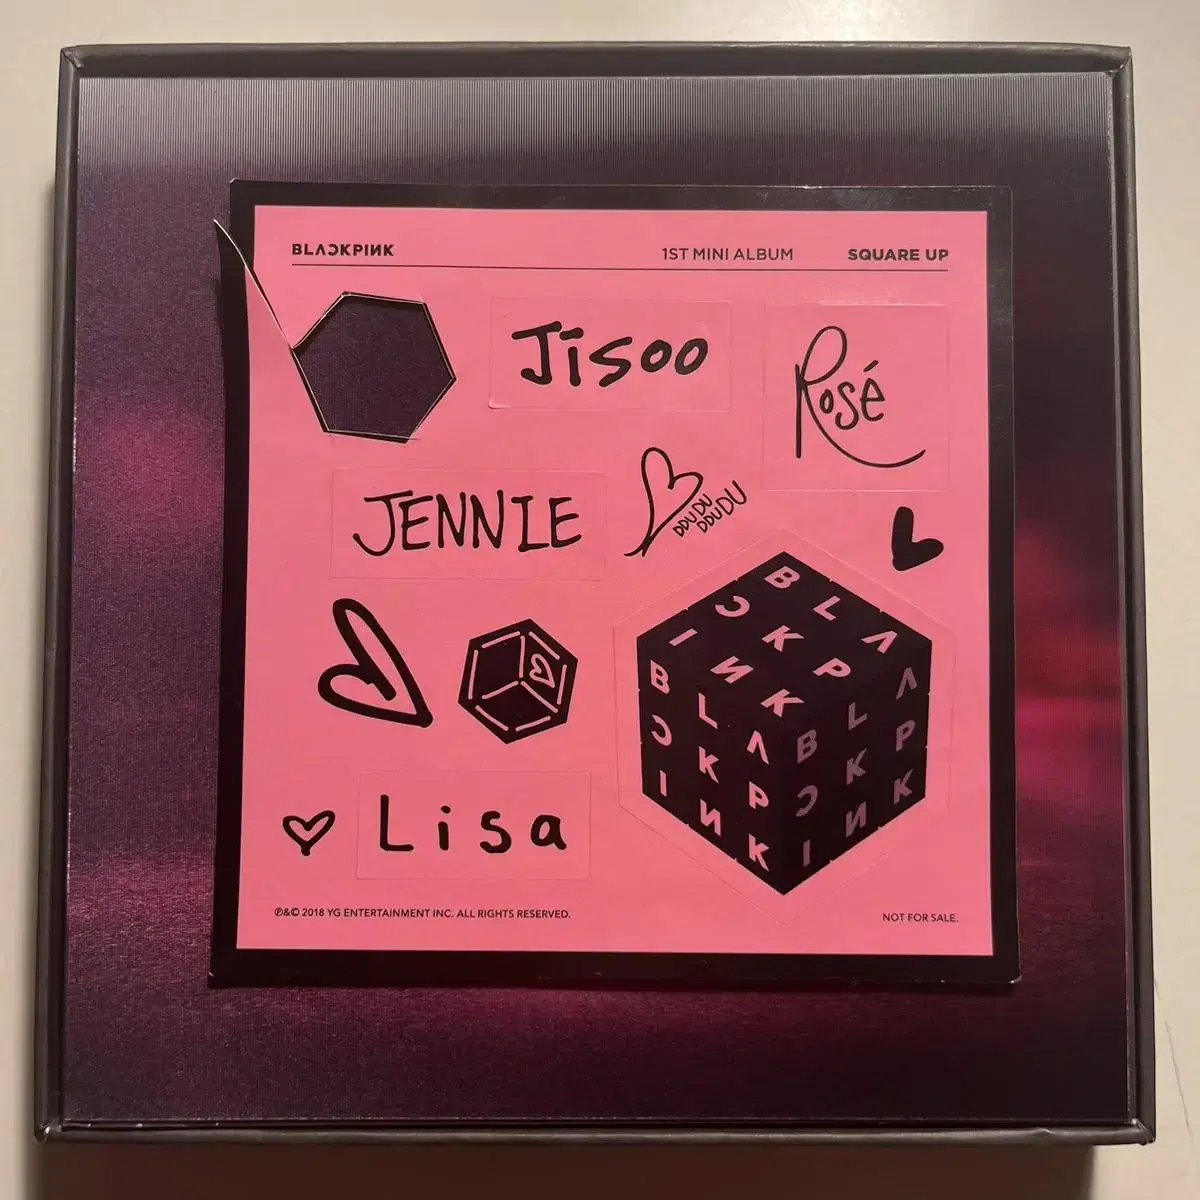 BLΛƆKPIИK
1ST MINI ALBUM SQUARE UP
Jisoo
Rosé
JENNIE
DDU DU
DDU DU
Lisa
B L Λ
Ɔ K P
I И K
B L Λ
Ɔ K P
I И K
B L Λ
Ɔ K P
I И K
℗&© 2018 YG ENTERTAINMENT INC. ALL RIGHTS RESERVED.
NOT FOR SALE.